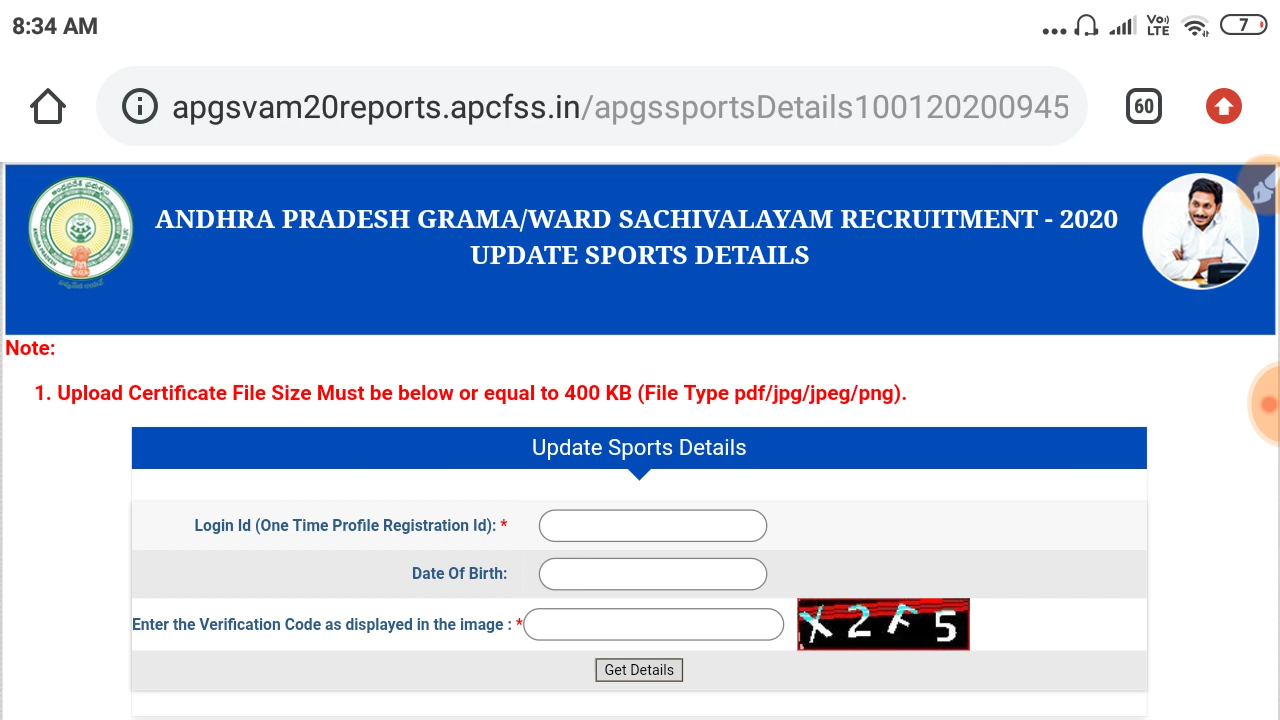 8:34 AM
Vo)) LTE
7
apgsvam20reports.apcfss.in/apgssportsDetails100120200945
60
ANDHRA PRADESH GRAMA/WARD SACHIVALAYAM RECRUITMENT - 2020
UPDATE SPORTS DETAILS
Note:
1. Upload Certificate File Size Must be below or equal to 400 KB (File Type pdf/jpg/jpeg/png).
Update Sports Details
Login Id (One Time Profile Registration Id): *
Date Of Birth:
Enter the Verification Code as displayed in the image : *
X2F5
Get Details